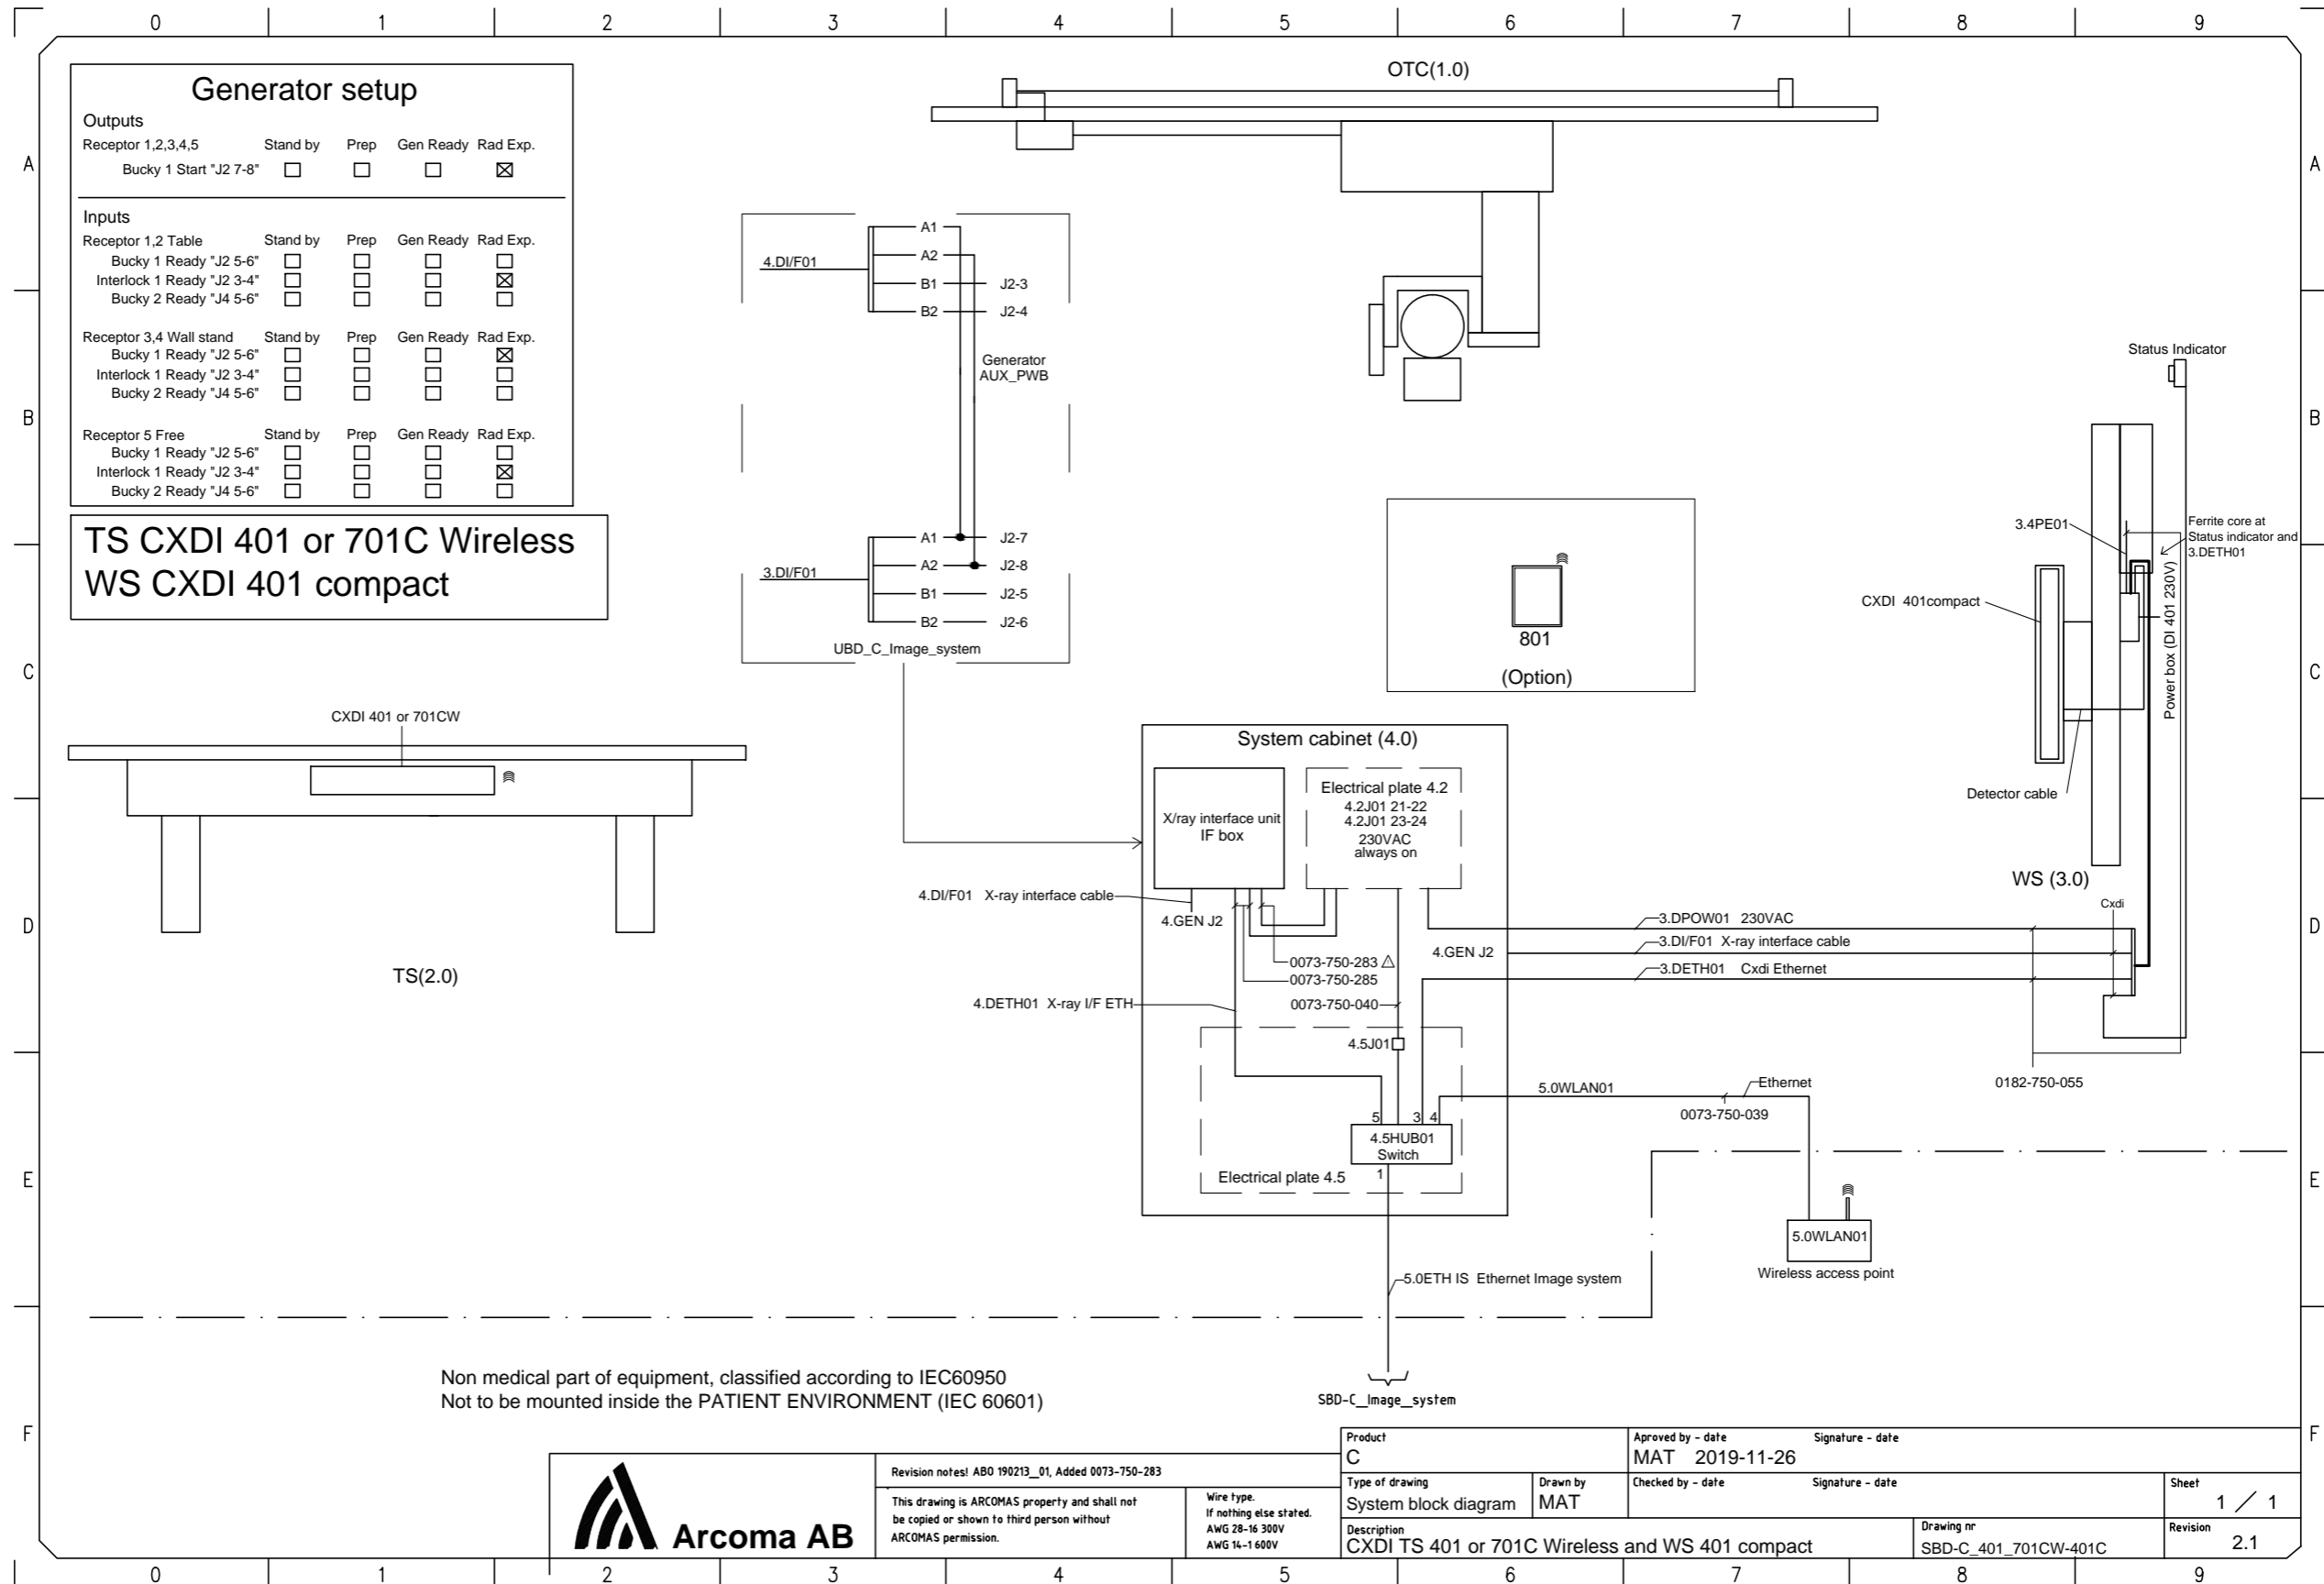 0 1 2 3 4 5 6 7 8 9
Generator setup
Outputs
Receptor 1,2,3,4,5 Stand by Prep Gen Ready Rad Exp.
Bucky 1 Start "J2 7-8"
Inputs
Receptor 1,2 Table Stand by Prep Gen Ready Rad Exp.
Bucky 1 Ready "J2 5-6"
Interlock 1 Ready "J2 3-4"
Bucky 2 Ready "J4 5-6"
Receptor 3,4 Wall stand Stand by Prep Gen Ready Rad Exp.
Bucky 1 Ready "J2 5-6"
Interlock 1 Ready "J2 3-4"
Bucky 2 Ready "J4 5-6"
Receptor 5 Free Stand by Prep Gen Ready Rad Exp.
Bucky 1 Ready "J2 5-6"
Interlock 1 Ready "J2 3-4"
Bucky 2 Ready "J4 5-6"
TS CXDI 401 or 701C Wireless
WS CXDI 401 compact
A
B
C
D
E
F
A
B
C
D
E
F
OTC(1.0)
4.DI/F01
A1
A2
B1 J2-3
B2 J2-4
Generator
AUX_PWB
3.DI/F01
A1 J2-7
A2 J2-8
B1 J2-5
B2 J2-6
UBD_C_Image_system
801
(Option)
Status Indicator
3.4PE01
Ferrite core at
Status indicator and
3.DETH01
CXDI 401compact
Power box (DI 401 230V)
Detector cable
WS (3.0)
Cxdi
CXDI 401 or 701CW
TS(2.0)
System cabinet (4.0)
X/ray interface unit
IF box
Electrical plate 4.2
4.2J01 21-22
4.2J01 23-24
230VAC
always on
4.DI/F01 X-ray interface cable
4.GEN J2
0073-750-283
0073-750-285
4.DETH01 X-ray I/F ETH
0073-750-040
4.GEN J2
3.DPOW01 230VAC
3.DI/F01 X-ray interface cable
3.DETH01 Cxdi Ethernet
4.5J01
5.0WLAN01
Ethernet
0073-750-039
0182-750-055
5 3 4
4.5HUB01
Switch
1
Electrical plate 4.5
5.0WLAN01
Wireless access point
5.0ETH IS Ethernet Image system
SBD-C_Image_system
Non medical part of equipment, classified according to IEC60950
Not to be mounted inside the PATIENT ENVIRONMENT (IEC 60601)
Arcoma AB
Revision notes! ABO 190213_01, Added 0073-750-283
This drawing is ARCOMAS property and shall not
be copied or shown to third person without
ARCOMAS permission.
Wire type.
If nothing else stated.
AWG 28-16 300V
AWG 14-1 600V
Product
C
Aproved by - date Signature - date
MAT 2019-11-26
Type of drawing
System block diagram
Drawn by
MAT
Checked by - date Signature - date
Sheet
1 / 1
Description
CXDI TS 401 or 701C Wireless and WS 401 compact
Drawing nr
SBD-C_401_701CW-401C
Revision
2.1
0 1 2 3 4 5 6 7 8 9